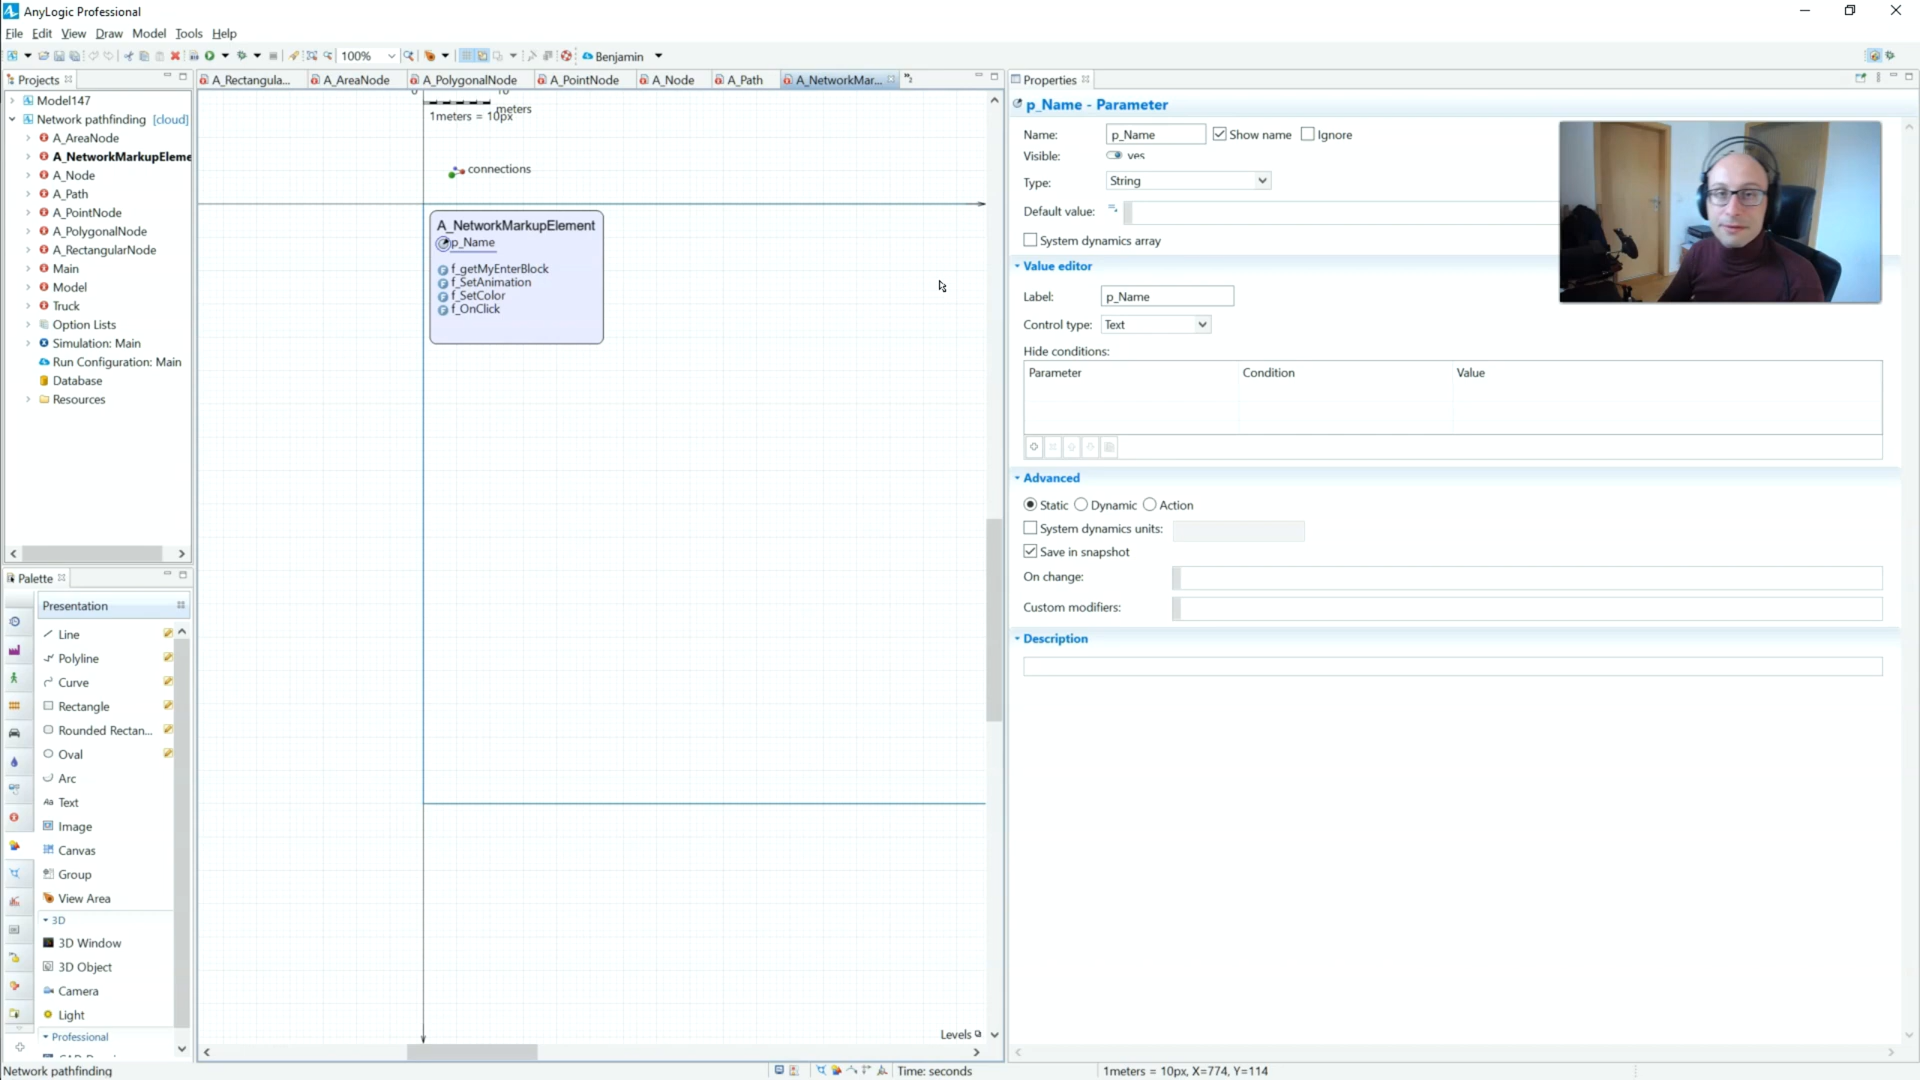 AnyLogic Professional
File Edit View Draw Model Tools Help
100% Benjamin
Projects
Model147
Network pathfinding [cloud]
A_AreaNode
A_NetworkMarkupEleme
A_Node
A_Path
A_PointNode
A_PolygonalNode
A_RectangularNode
Main
Model
Truck
Option Lists
Simulation: Main
Run Configuration: Main
Database
Resources
Palette
Presentation
Line
Polyline
Curve
Rectangle
Rounded Rectan...
Oval
Arc
Text
Image
Canvas
Group
View Area
3D
3D Window
3D Object
Camera
Light
Professional
A_Rectangula... A_AreaNode A_PolygonalNode A_PointNode A_Node A_Path A_NetworkMar...
0 10
meters
1meters = 10px
connections
A_NetworkMarkupElement
p_Name
f_getMyEnterBlock
f_SetAnimation
f_SetColor
f_OnClick
Levels
Properties
p_Name - Parameter
Name: p_Name Show name Ignore
Visible: yes
Type: String
Default value:
System dynamics array
Value editor
Label: p_Name
Control type: Text
Hide conditions:
Parameter Condition Value
Advanced
Static Dynamic Action
System dynamics units:
Save in snapshot
On change:
Custom modifiers:
Description
Network pathfinding Time: seconds 1meters = 10px, X=774, Y=114